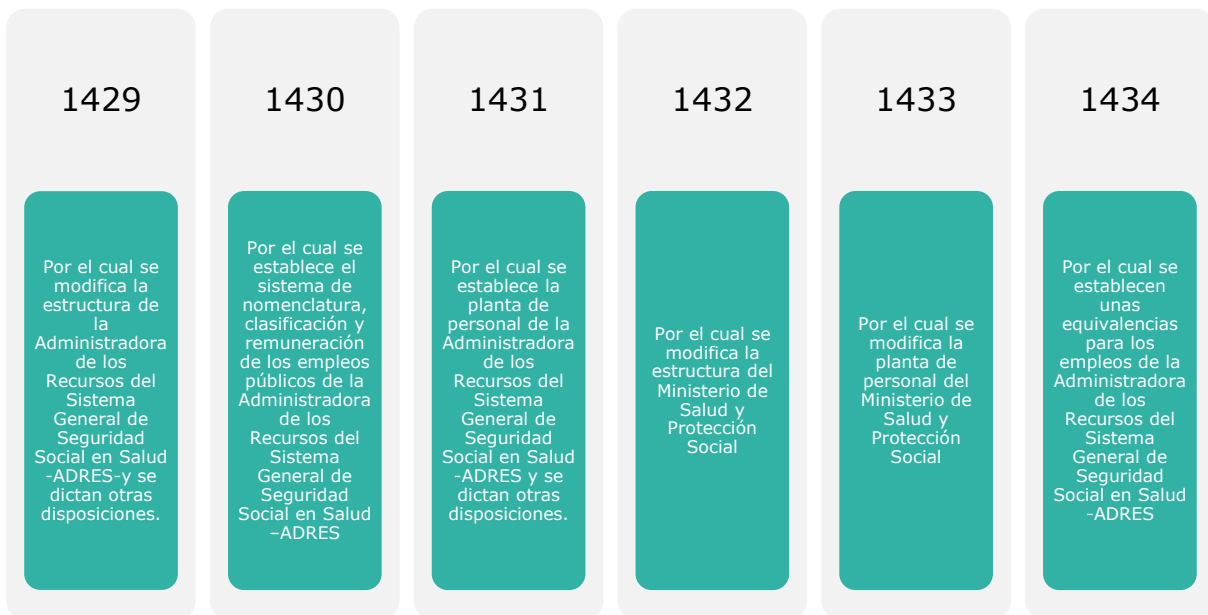 1429
Por el cual se
modifica la
estructura de
la
Administradora
de los
Recursos del
Sistema
General de
Seguridad
Social en Salud
-ADRES-y se
dictan otras
disposiciones.
1430
Por el cual se
establece el
sistema de
nomenclatura,
clasificación y
remuneración
de los empleos
públicos de la
Administradora
de los
Recursos del
Sistema
General de
Seguridad
Social en Salud
–ADRES
1431
Por el cual se
establece la
planta de
personal de la
Administradora
de los
Recursos del
Sistema
General de
Seguridad
Social en Salud
-ADRES y se
dictan otras
disposiciones.
1432
Por el cual se
modifica la
estructura del
Ministerio de
Salud y
Protección
Social
1433
Por el cual se
modifica la
planta de
personal del
Ministerio de
Salud y
Protección
Social
1434
Por el cual se
establecen
unas
equivalencias
para los
empleos de la
Administradora
de los
Recursos del
Sistema
General de
Seguridad
Social en Salud
-ADRES